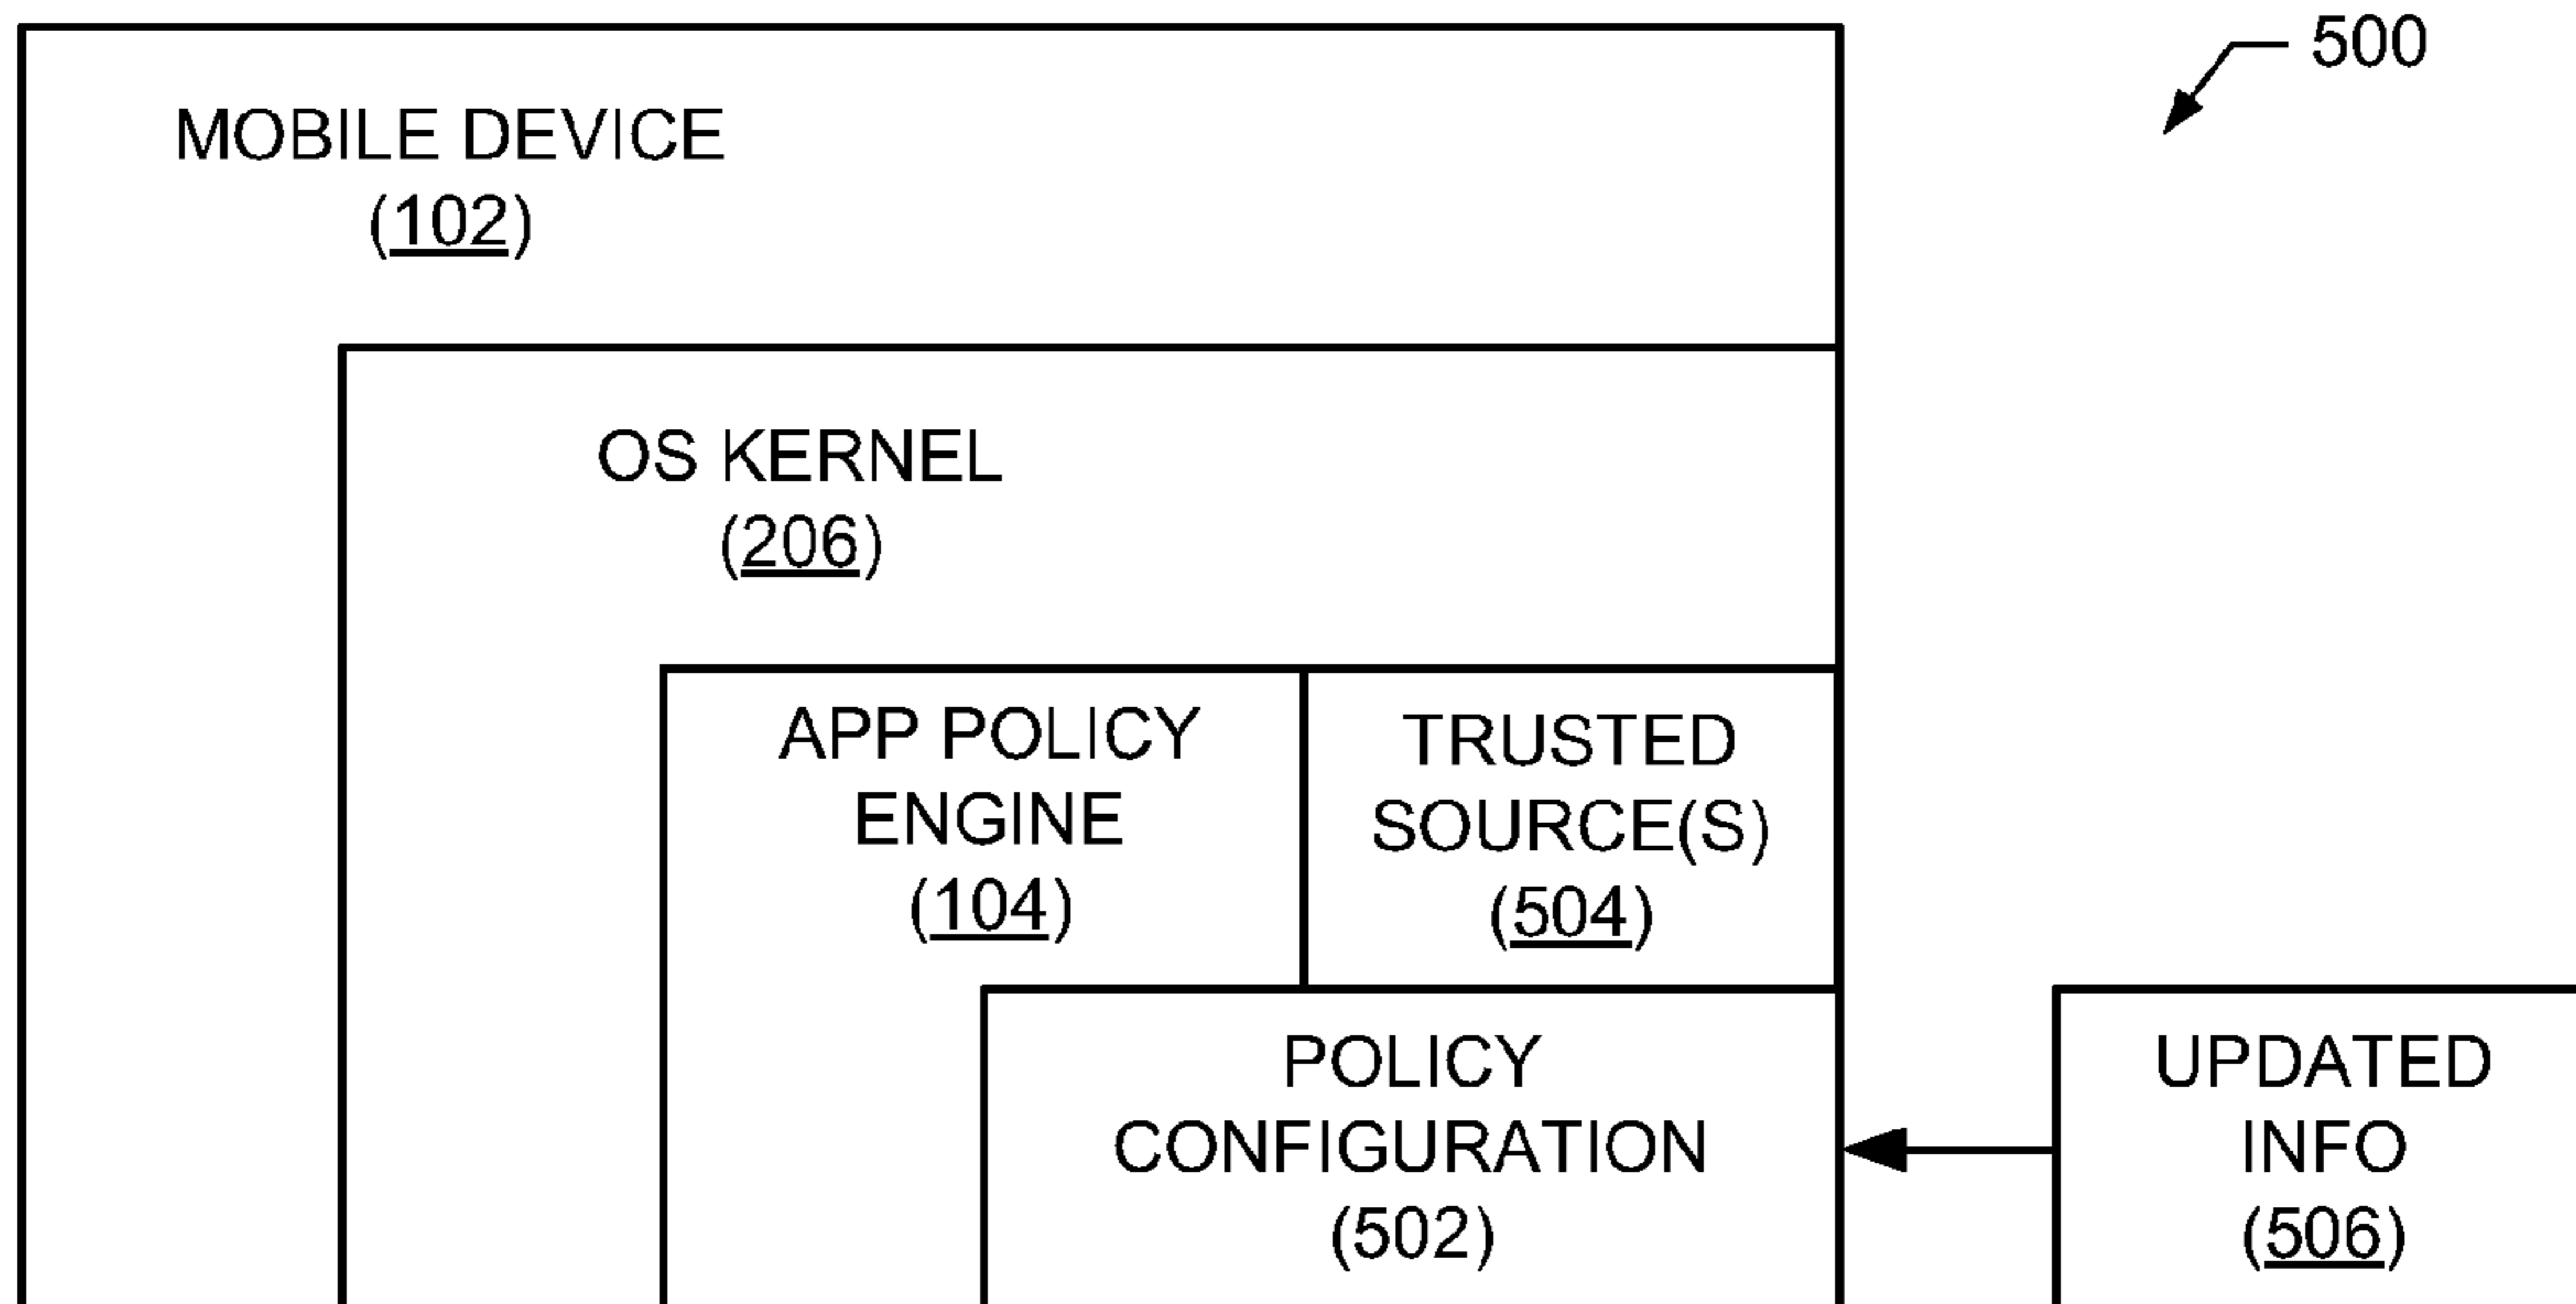 500
MOBILE DEVICE
(102)
OS KERNEL
(206)
APP POLICY
ENGINE
(104)
TRUSTED
SOURCE(S)
(504)
POLICY
CONFIGURATION
(502)
UPDATED
INFO
(506)